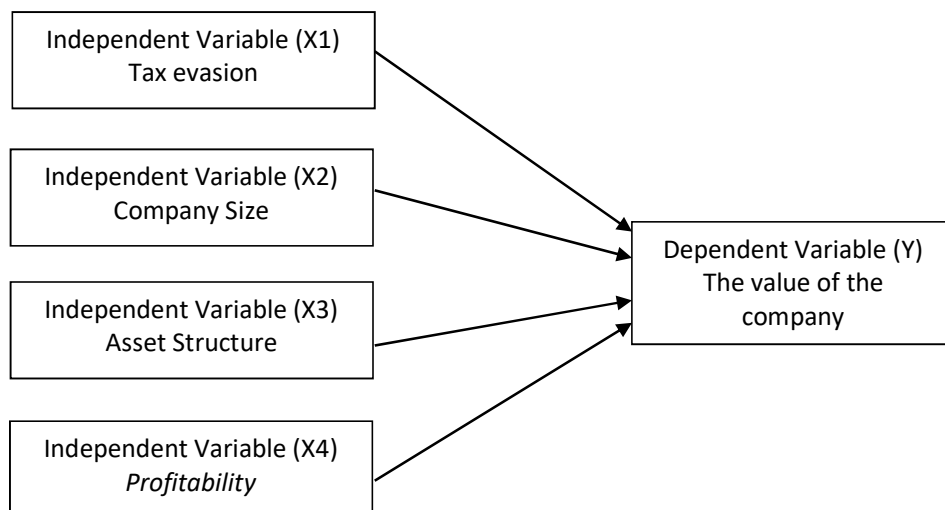 Independent Variable (X1)
Tax evasion
Independent Variable (X2)
Company Size
Independent Variable (X3)
Asset Structure
Independent Variable (X4)
Profitability
Dependent Variable (Y)
The value of the
company